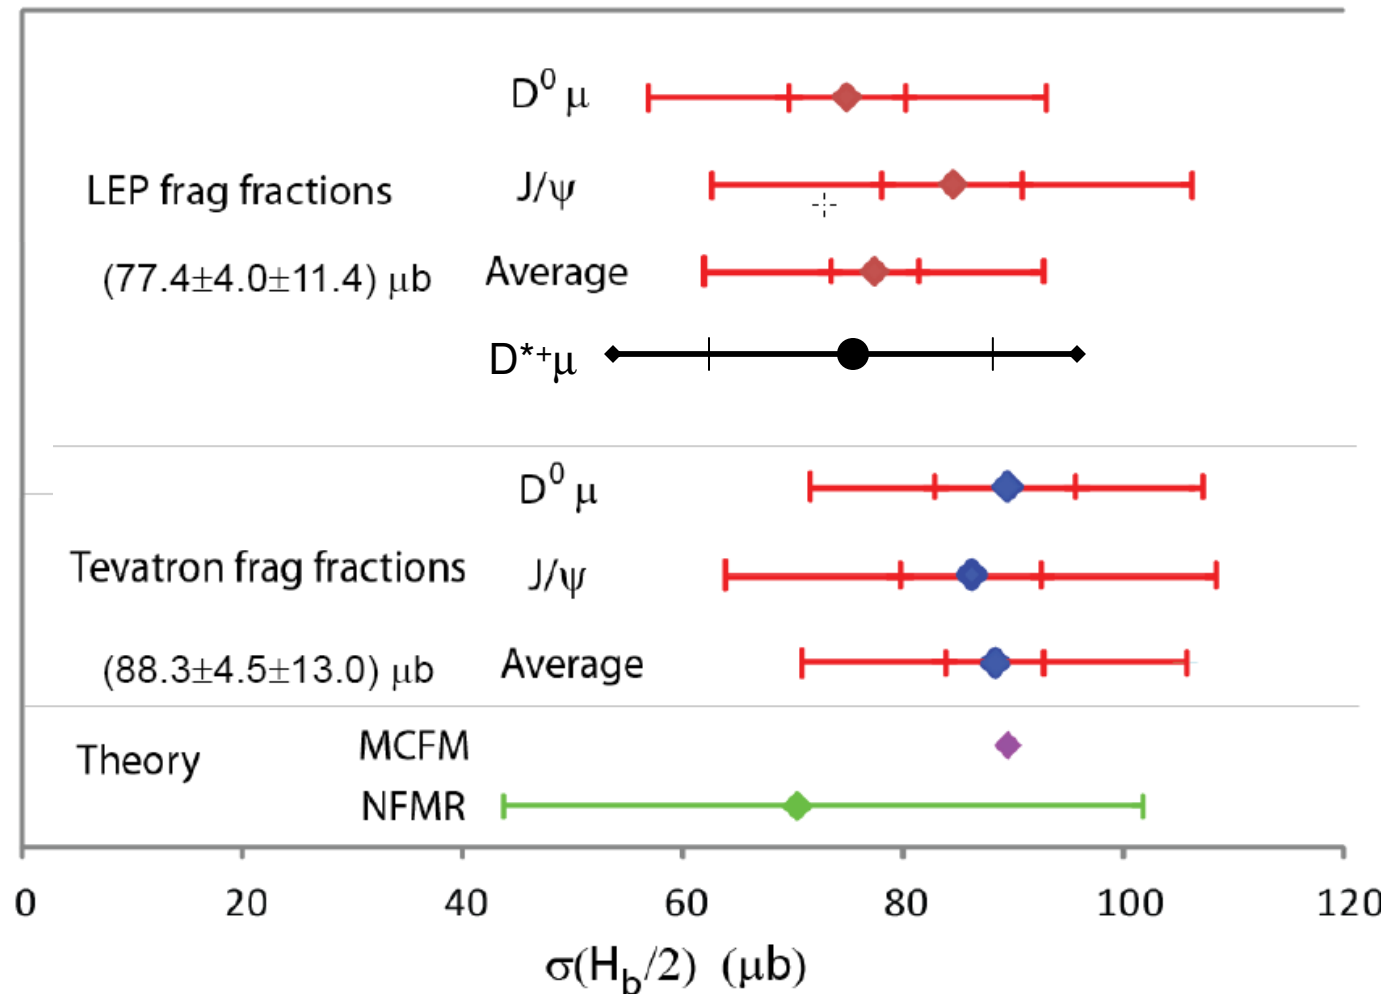 D⁰ μ
LEP frag fractions J/ψ
(77.4±4.0±11.4) μb Average
D*⁺μ
D⁰ μ
Tevatron frag fractions J/ψ
(88.3±4.5±13.0) μb Average
Theory MCFM
NFMR
0 20 40 60 80 100 120
σ(H_b/2) (μb)